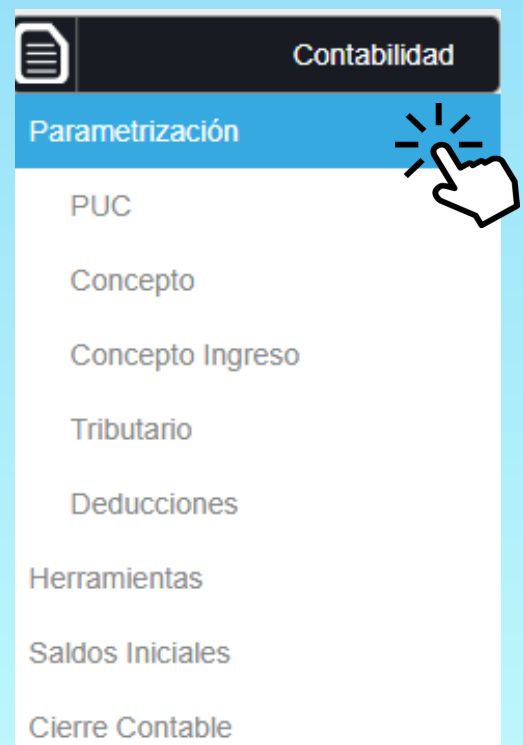 Contabilidad
Parametrización
PUC
Concepto
Concepto Ingreso
Tributario
Deducciones
Herramientas
Saldos Iniciales
Cierre Contable